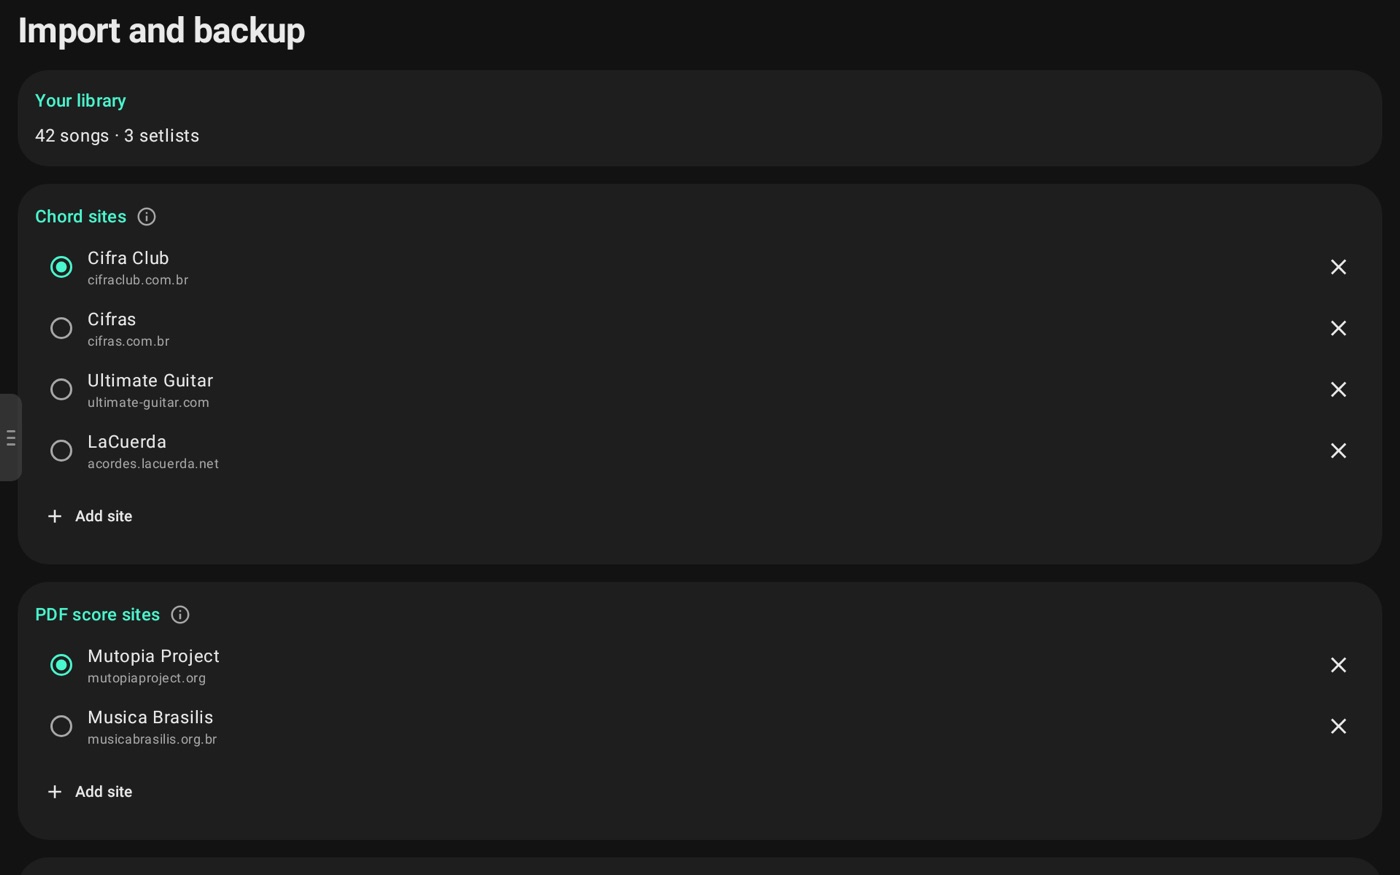 Import and backup
Your library
42 songs · 3 setlists
Chord sites
Cifra Club
cifraclub.com.br
Cifras
cifras.com.br
Ultimate Guitar
ultimate-guitar.com
LaCuerda
acordes.lacuerda.net
Add site
PDF score sites
Mutopia Project
mutopiaproject.org
Musica Brasilis
musicabrasilis.org.br
Add site